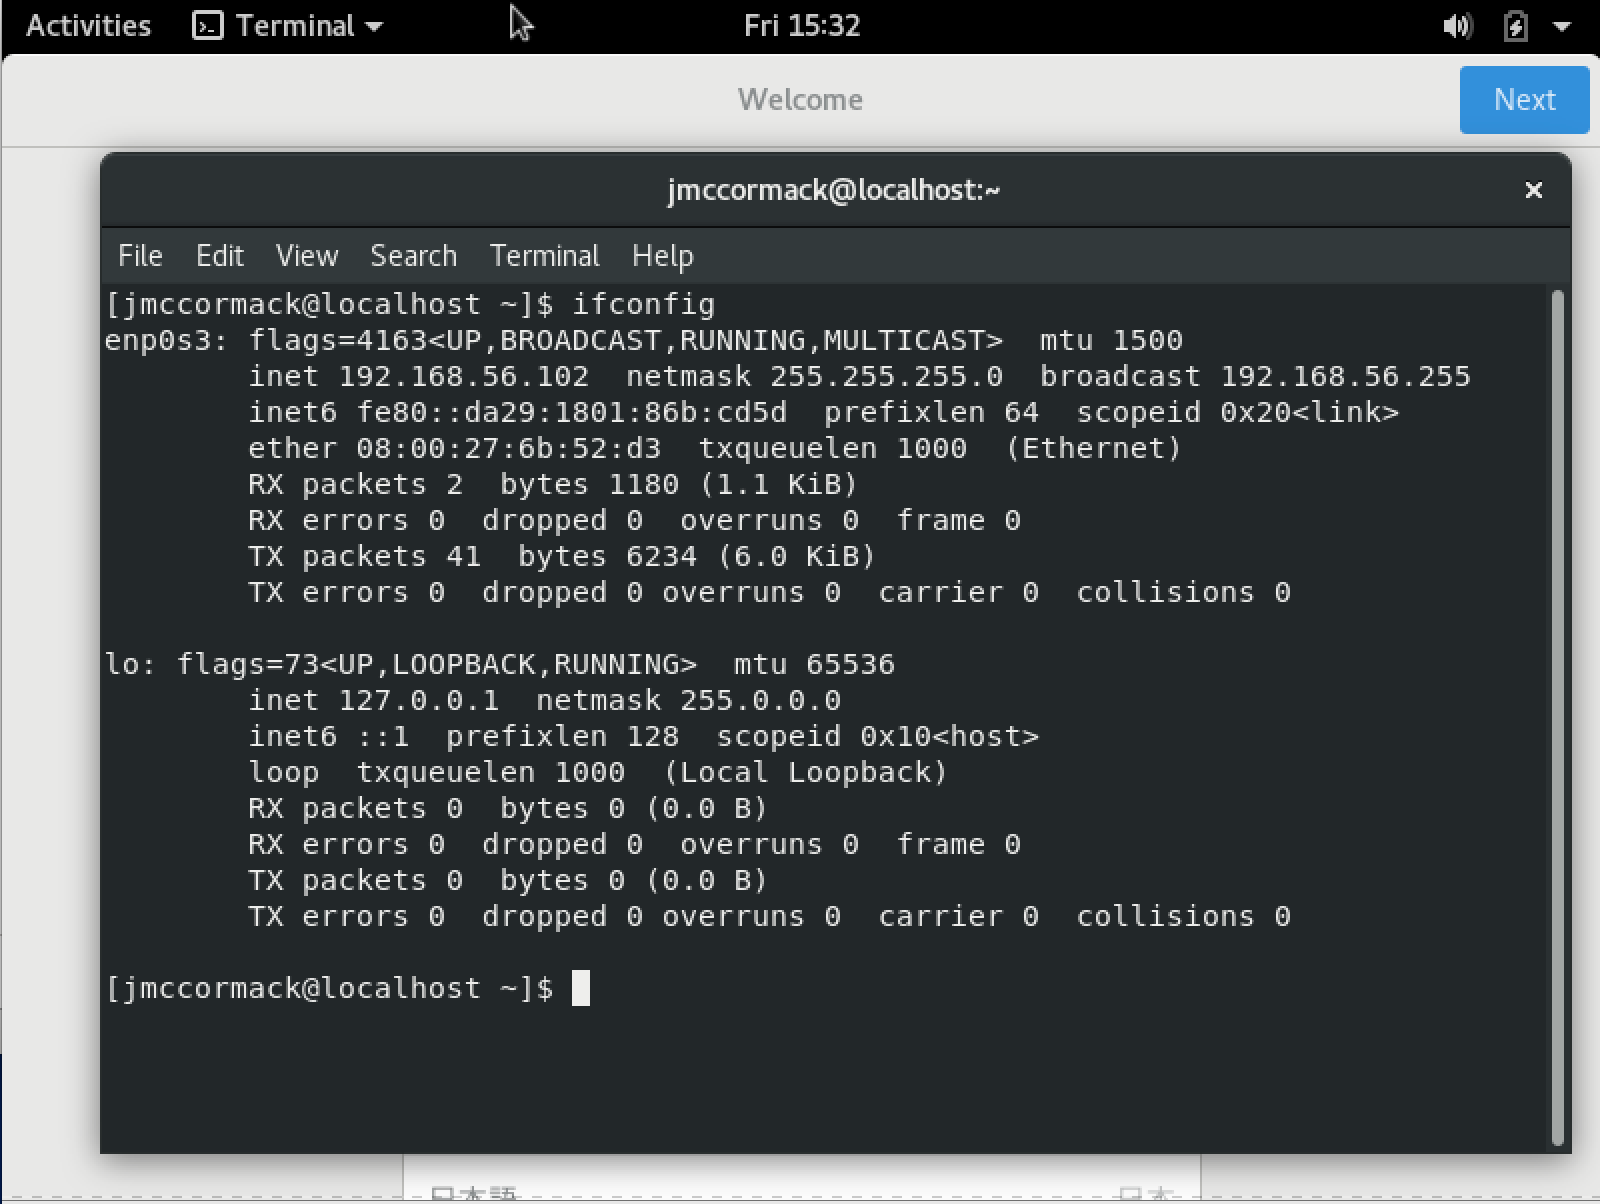 Activities Terminal Fri 15:32
Welcome Next
jmccormack@localhost:~
File Edit View Search Terminal Help
[jmccormack@localhost ~]$ ifconfig
enp0s3: flags=4163<UP,BROADCAST,RUNNING,MULTICAST>  mtu 1500
        inet 192.168.56.102  netmask 255.255.255.0  broadcast 192.168.56.255
        inet6 fe80::da29:1801:86b:cd5d  prefixlen 64  scopeid 0x20<link>
        ether 08:00:27:6b:52:d3  txqueuelen 1000  (Ethernet)
        RX packets 2  bytes 1180 (1.1 KiB)
        RX errors 0  dropped 0  overruns 0  frame 0
        TX packets 41  bytes 6234 (6.0 KiB)
        TX errors 0  dropped 0 overruns 0  carrier 0  collisions 0

lo: flags=73<UP,LOOPBACK,RUNNING>  mtu 65536
        inet 127.0.0.1  netmask 255.0.0.0
        inet6 ::1  prefixlen 128  scopeid 0x10<host>
        loop  txqueuelen 1000  (Local Loopback)
        RX packets 0  bytes 0 (0.0 B)
        RX errors 0  dropped 0  overruns 0  frame 0
        TX packets 0  bytes 0 (0.0 B)
        TX errors 0  dropped 0 overruns 0  carrier 0  collisions 0

[jmccormack@localhost ~]$
日本語 日本